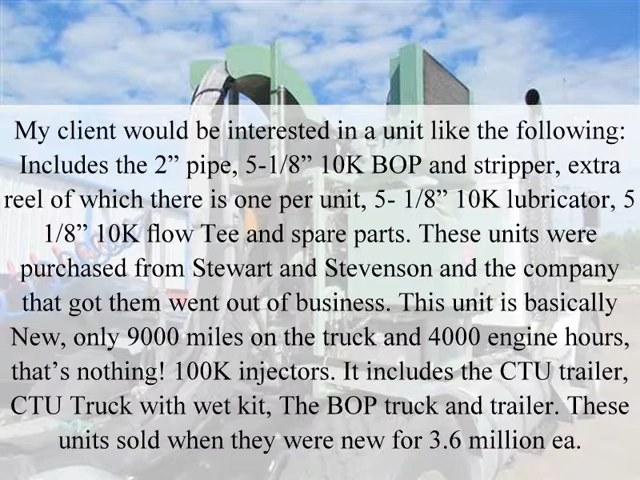 My client would be interested in a unit like the following:
Includes the 2” pipe, 5-1/8” 10K BOP and stripper, extra
reel of which there is one per unit, 5- 1/8” 10K lubricator, 5
1/8” 10K flow Tee and spare parts. These units were
purchased from Stewart and Stevenson and the company
that got them went out of business. This unit is basically
New, only 9000 miles on the truck and 4000 engine hours,
that’s nothing! 100K injectors. It includes the CTU trailer,
CTU Truck with wet kit, The BOP truck and trailer. These
units sold when they were new for 3.6 million ea.